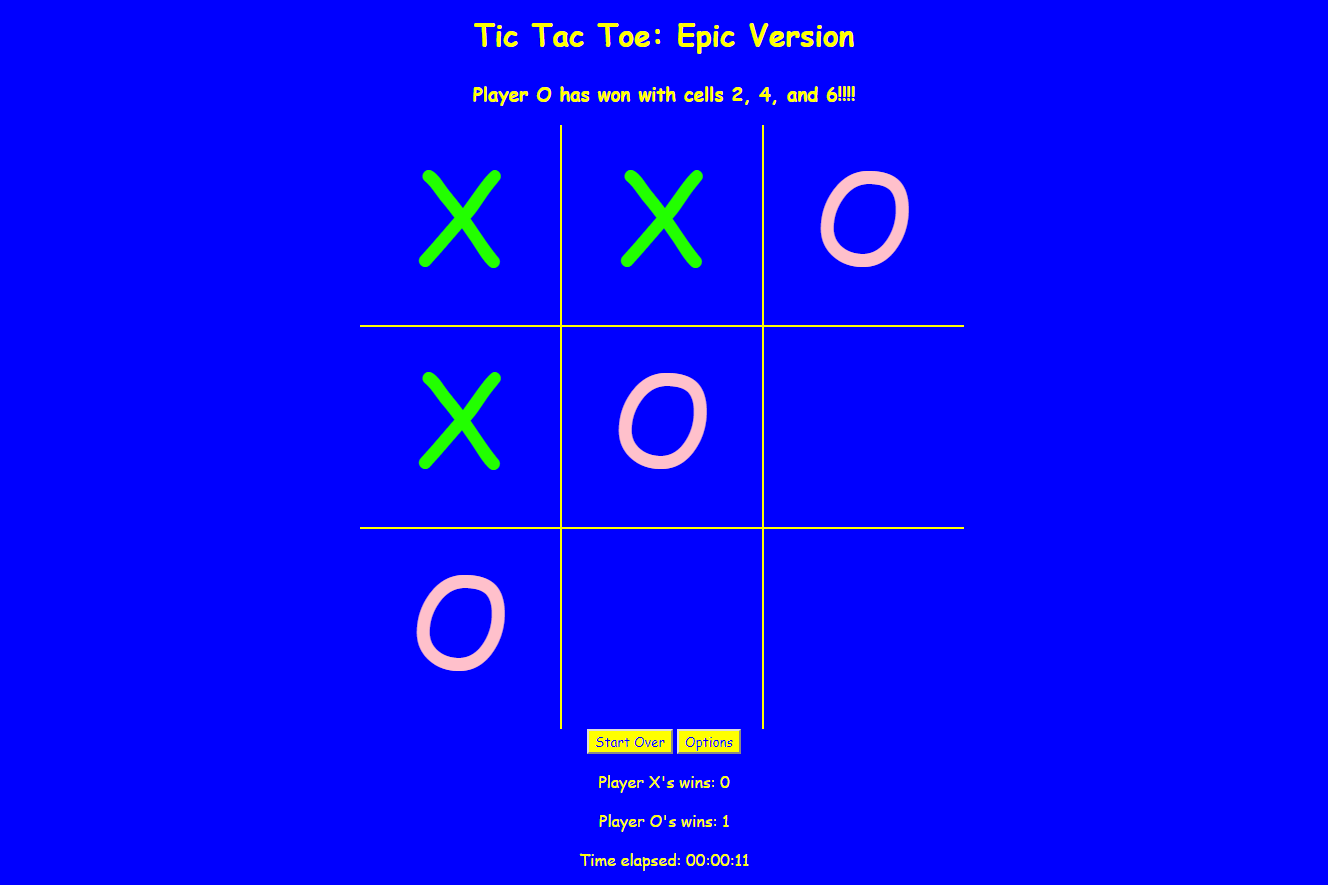 Tic Tac Toe: Epic Version
Player O has won with cells 2, 4, and 6!!!!
X X O
X O
O
Start Over Options
Player X's wins: 0
Player O's wins: 1
Time elapsed: 00:00:11